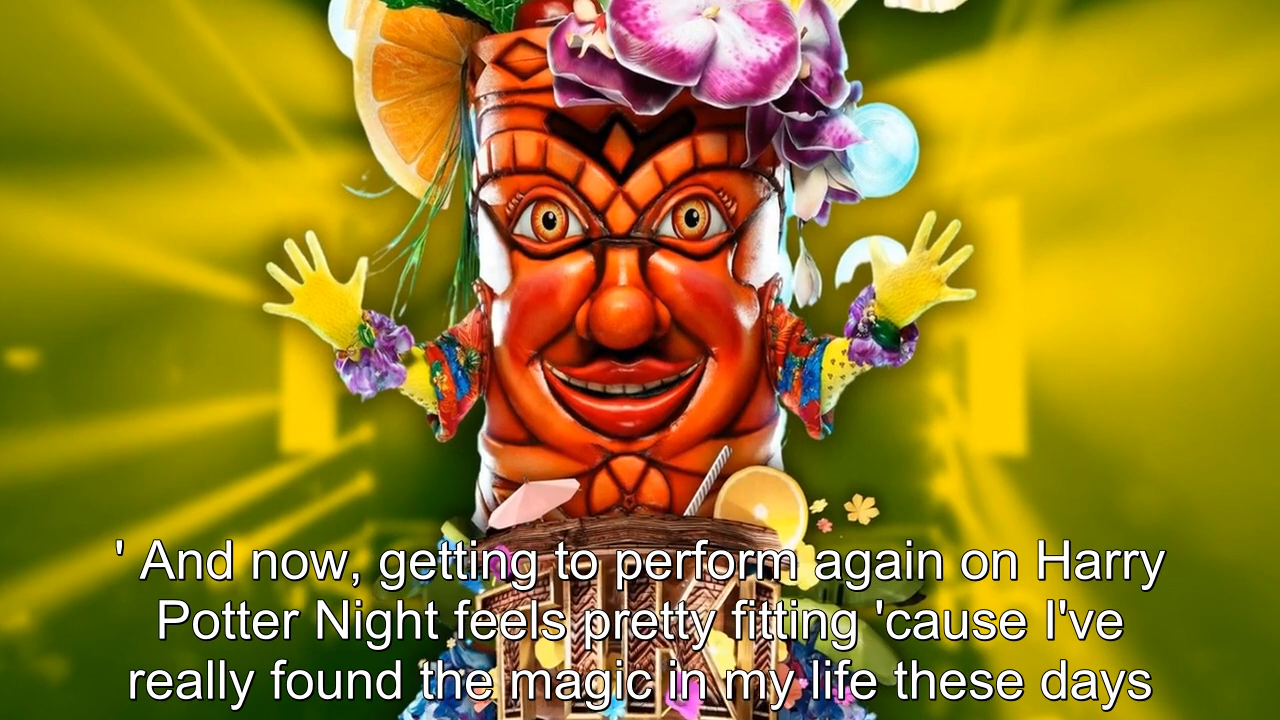 ' And now, getting to perform again on Harry
Potter Night feels pretty fitting 'cause I've
really found the magic in my life these days
TIKI